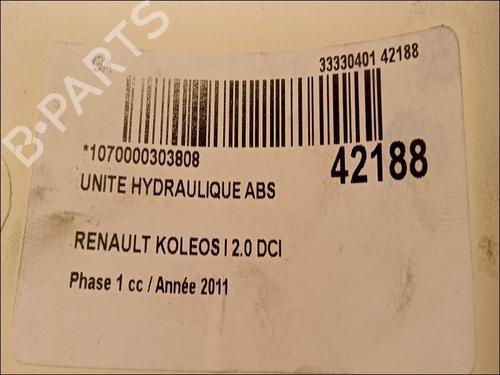 B-PARTS
33330401 42188
*1070000303808
42188
UNITE HYDRAULIQUE ABS
RENAULT KOLEOS I 2.0 DCI
Phase 1 cc / Année 2011